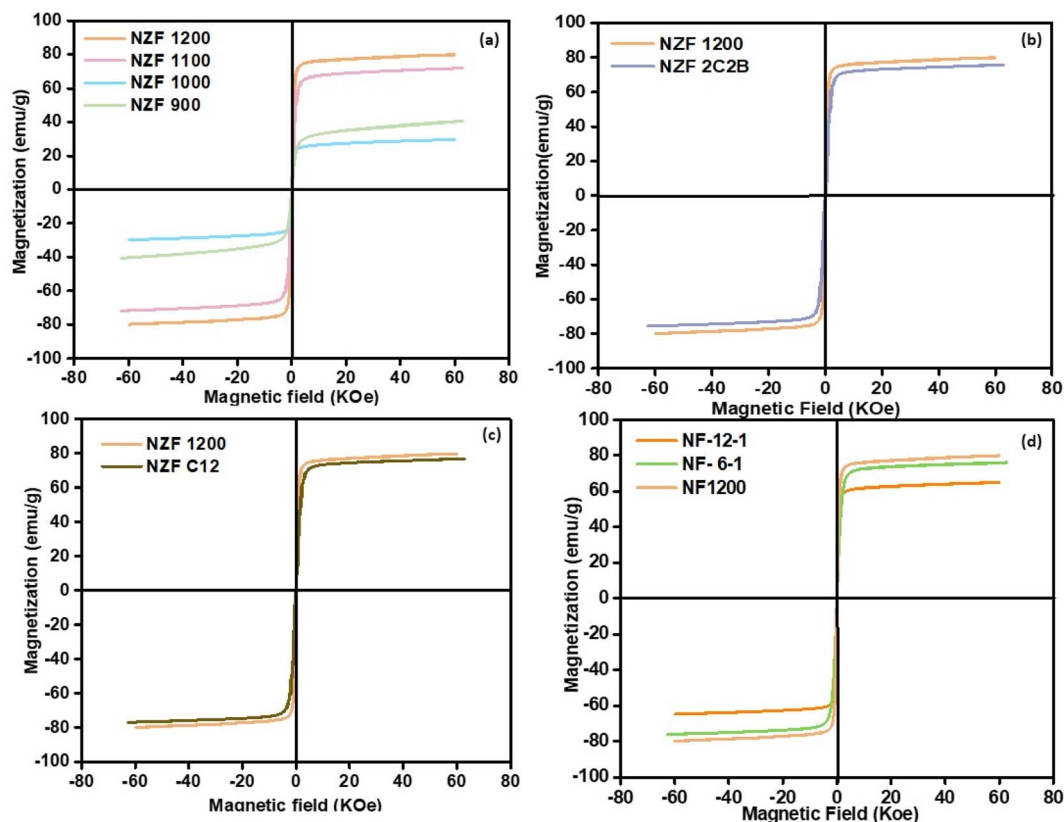 (a)
NZF 1200
NZF 1100
NZF 1000
NZF 900
Magnetization (emu/g)
100
80
60
40
20
0
-20
-40
-60
-80
-100
-80 -60 -40 -20 0 20 40 60 80
Magnetic field (KOe)
(b)
NZF 1200
NZF 2C2B
Magnetization(emu/g)
100
80
60
40
20
0
-20
-40
-60
-80
-100
-80 -60 -40 -20 0 20 40 60 80
Magnetic Field (KOe)
(c)
NZF 1200
NZF C12
Magnetization (emu/g)
100
80
60
40
20
0
-20
-40
-60
-80
-100
-80 -60 -40 -20 0 20 40 60 80
Magnetic field (KOe)
(d)
NF-12-1
NF- 6-1
NF1200
Magnetization (emu/g)
100
80
60
40
20
0
-20
-40
-60
-80
-100
-80 -60 -40 -20 0 20 40 60 80
Magnetic Field (Koe)